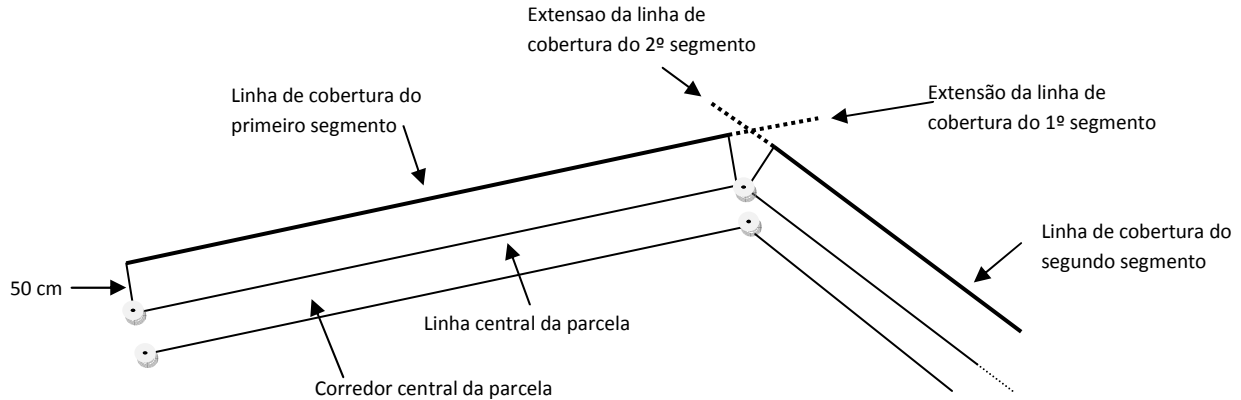 Extensao da linha de
cobertura do 2º segmento
Linha de cobertura do
primeiro segmento
Extensão da linha de
cobertura do 1º segmento
Linha de cobertura do
segundo segmento
50 cm
Linha central da parcela
Corredor central da parcela